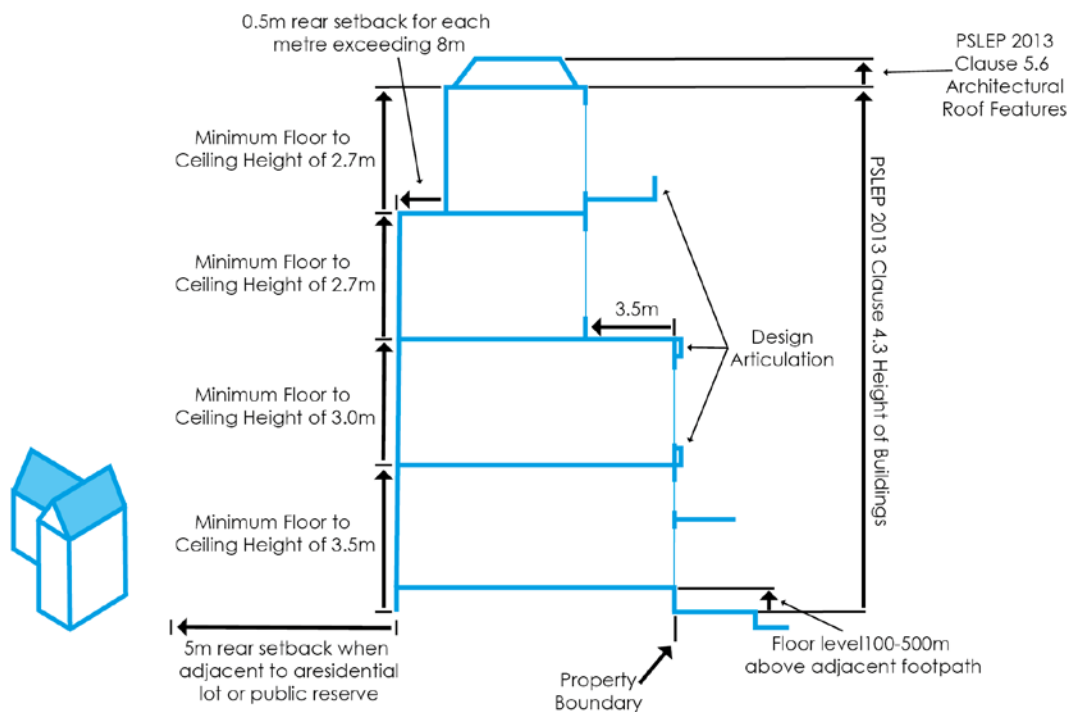 0.5m rear setback for each
metre exceeding 8m
PSLEP 2013
Clause 5.6
Architectural
Roof Features
Minimum Floor to
Ceiling Height of 2.7m
PSLEP 2013 Clause 4.3 Height of Buildings
Minimum Floor to
Ceiling Height of 2.7m
3.5m
Design
Articulation
Minimum Floor to
Ceiling Height of 3.0m
Minimum Floor to
Ceiling Height of 3.5m
5m rear setback when
adjacent to aresidential
lot or public reserve
Property
Boundary
Floor level100-500m
above adjacent footpath